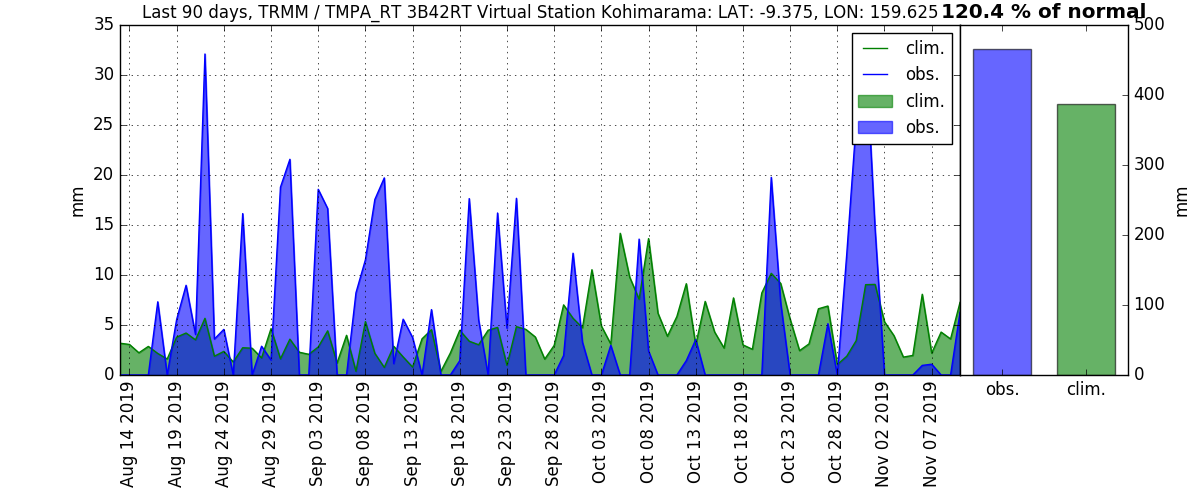 Last 90 days, TRMM / TMPA_RT 3B42RT Virtual Station Kohimarama: LAT: -9.375, LON: 159.625
120.4 % of normal
35
30
25
20
15
10
5
0
mm
clim.
obs.
clim.
obs.
500
400
300
200
100
0
mm
obs.
clim.
Aug 14 2019
Aug 19 2019
Aug 24 2019
Aug 29 2019
Sep 03 2019
Sep 08 2019
Sep 13 2019
Sep 18 2019
Sep 23 2019
Sep 28 2019
Oct 03 2019
Oct 08 2019
Oct 13 2019
Oct 18 2019
Oct 23 2019
Oct 28 2019
Nov 02 2019
Nov 07 2019